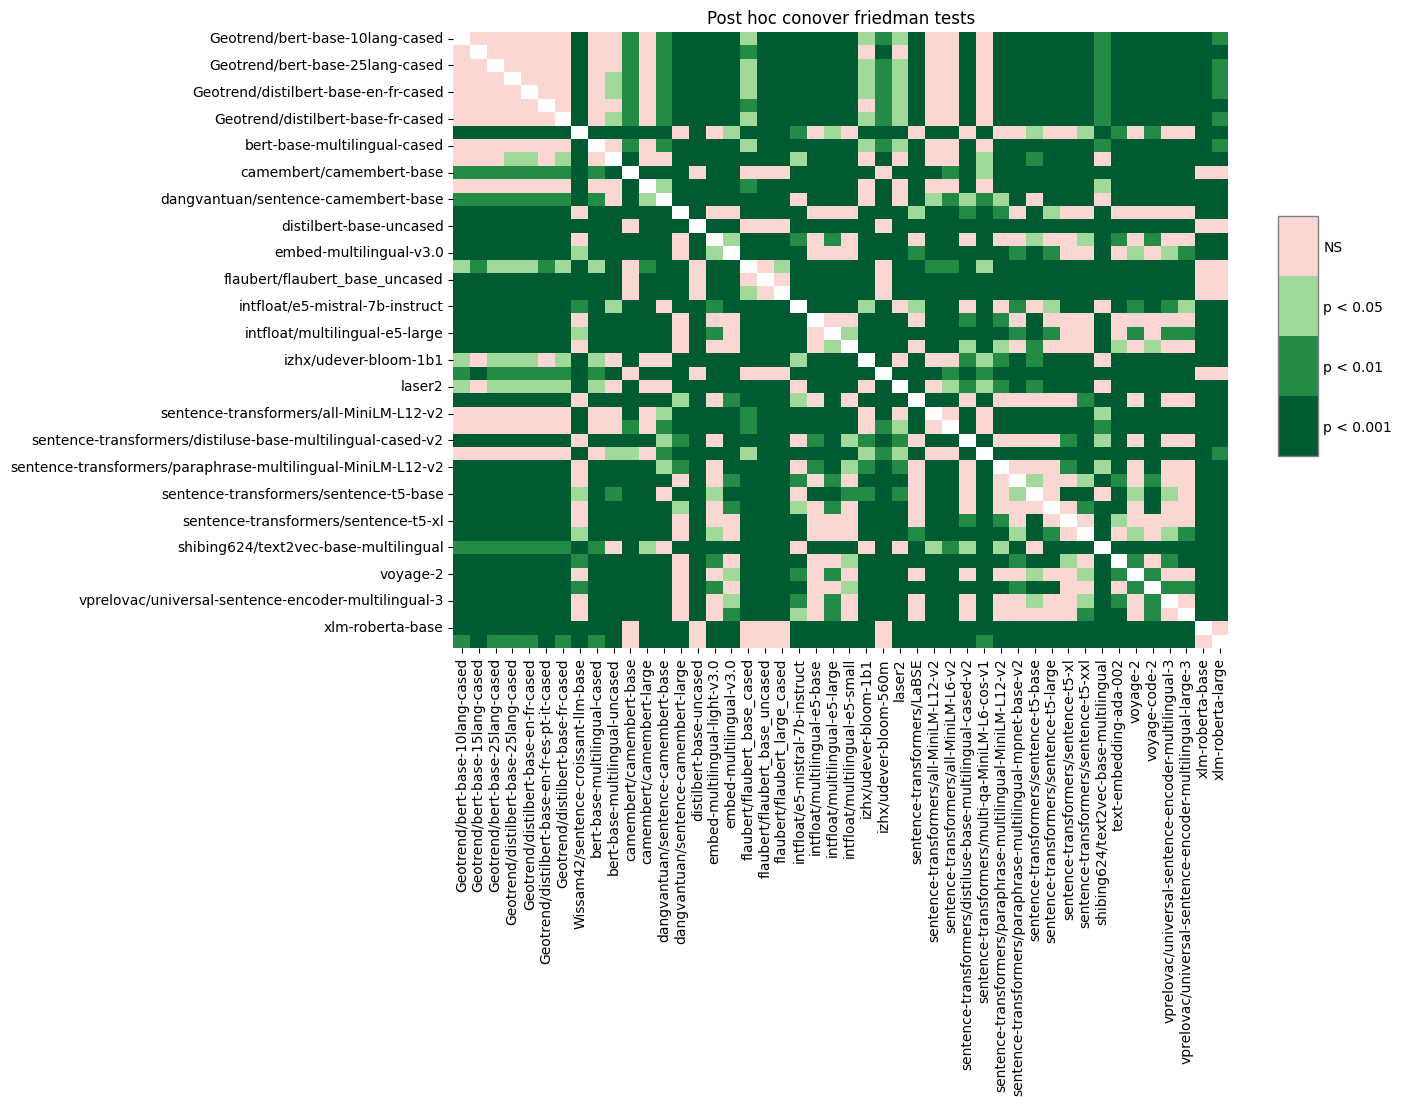 Post hoc conover friedman tests
Geotrend/bert-base-10lang-cased
Geotrend/bert-base-25lang-cased
Geotrend/distilbert-base-en-fr-cased
Geotrend/distilbert-base-fr-cased
bert-base-multilingual-cased
camembert/camembert-base
dangvantuan/sentence-camembert-base
distilbert-base-uncased
embed-multilingual-v3.0
flaubert/flaubert_base_uncased
intfloat/e5-mistral-7b-instruct
intfloat/multilingual-e5-large
izhx/udever-bloom-1b1
laser2
sentence-transformers/all-MiniLM-L12-v2
sentence-transformers/distiluse-base-multilingual-cased-v2
sentence-transformers/paraphrase-multilingual-MiniLM-L12-v2
sentence-transformers/sentence-t5-base
sentence-transformers/sentence-t5-xl
shibing624/text2vec-base-multilingual
voyage-2
vprelovac/universal-sentence-encoder-multilingual-3
xlm-roberta-base
NS
p < 0.05
p < 0.01
p < 0.001
Geotrend/bert-base-10lang-cased
Geotrend/bert-base-15lang-cased
Geotrend/bert-base-25lang-cased
Geotrend/distilbert-base-25lang-cased
Geotrend/distilbert-base-en-fr-cased
Geotrend/distilbert-base-en-fr-es-pt-it-cased
Geotrend/distilbert-base-fr-cased
Wissam42/sentence-croissant-llm-base
bert-base-multilingual-cased
bert-base-multilingual-uncased
camembert/camembert-base
camembert/camembert-large
dangvantuan/sentence-camembert-base
dangvantuan/sentence-camembert-large
distilbert-base-uncased
embed-multilingual-light-v3.0
embed-multilingual-v3.0
flaubert/flaubert_base_cased
flaubert/flaubert_base_uncased
flaubert/flaubert_large_cased
intfloat/e5-mistral-7b-instruct
intfloat/multilingual-e5-base
intfloat/multilingual-e5-large
intfloat/multilingual-e5-small
izhx/udever-bloom-1b1
izhx/udever-bloom-560m
laser2
sentence-transformers/LaBSE
sentence-transformers/all-MiniLM-L12-v2
sentence-transformers/all-MiniLM-L6-v2
sentence-transformers/distiluse-base-multilingual-cased-v2
sentence-transformers/multi-qa-MiniLM-L6-cos-v1
sentence-transformers/paraphrase-multilingual-MiniLM-L12-v2
sentence-transformers/paraphrase-multilingual-mpnet-base-v2
sentence-transformers/sentence-t5-base
sentence-transformers/sentence-t5-large
sentence-transformers/sentence-t5-xl
sentence-transformers/sentence-t5-xxl
shibing624/text2vec-base-multilingual
text-embedding-ada-002
voyage-2
voyage-code-2
vprelovac/universal-sentence-encoder-multilingual-3
vprelovac/universal-sentence-encoder-multilingual-large-3
xlm-roberta-base
xlm-roberta-large